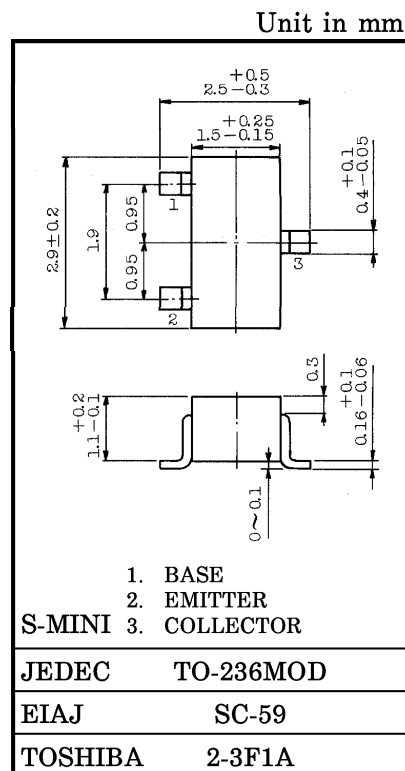 Unit in mm
+0.5
2.5-0.3
+0.25
1.5-0.15
2.9±0.2
1.9
0.95
0.95
+0.1
0.4-0.05
1
2
3
+0.2
1.1-0.1
0.3
+0.1
0.16-0.06
0~0.1
1. BASE
2. EMITTER
S-MINI 3. COLLECTOR
JEDEC TO-236MOD
EIAJ SC-59
TOSHIBA 2-3F1A